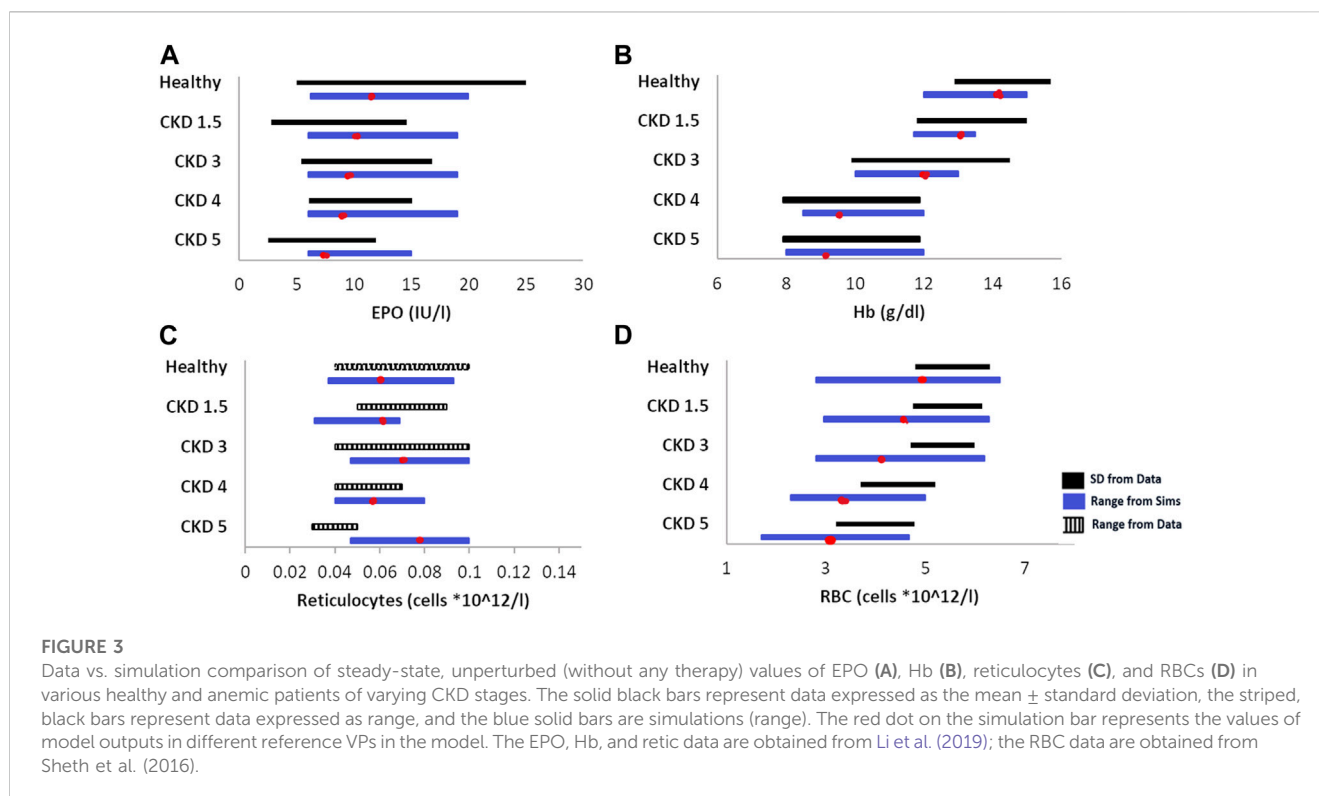 A
Healthy
CKD 1.5
CKD 3
CKD 4
CKD 5
0 5 10 15 20 25 30
EPO (IU/l)
B
Healthy
CKD 1.5
CKD 3
CKD 4
CKD 5
6 8 10 12 14 16
Hb (g/dl)
C
Healthy
CKD 1.5
CKD 3
CKD 4
CKD 5
0 0.02 0.04 0.06 0.08 0.1 0.12 0.14
Reticulocytes (cells *10^12/l)
D
Healthy
CKD 1.5
CKD 3
CKD 4
CKD 5
1 3 5 7
RBC (cells *10^12/l)
SD from Data
Range from Sims
Range from Data
FIGURE 3
Data vs. simulation comparison of steady-state, unperturbed (without any therapy) values of EPO (A), Hb (B), reticulocytes (C), and RBCs (D) in
various healthy and anemic patients of varying CKD stages. The solid black bars represent data expressed as the mean ± standard deviation, the striped,
black bars represent data expressed as range, and the blue solid bars are simulations (range). The red dot on the simulation bar represents the values of
model outputs in different reference VPs in the model. The EPO, Hb, and retic data are obtained from Li et al. (2019); the RBC data are obtained from
Sheth et al. (2016).